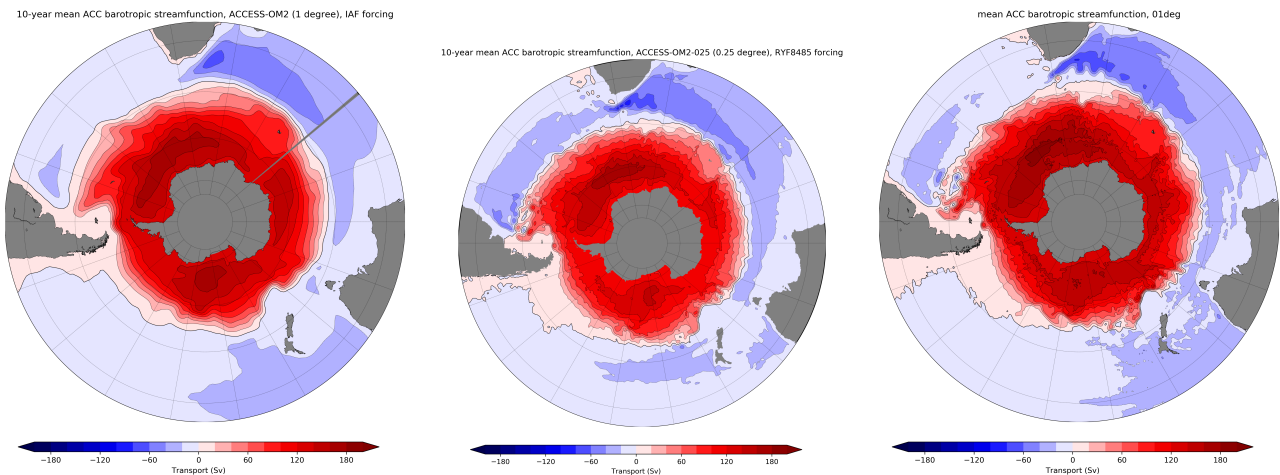 10-year mean ACC barotropic streamfunction, ACCESS-OM2 (1 degree), IAF forcing
−180 −120 −60 0 60 120 180
Transport (Sv)
10-year mean ACC barotropic streamfunction, ACCESS-OM2-025 (0.25 degree), RYF8485 forcing
−180 −120 −60 0 60 120 180
Transport (Sv)
mean ACC barotropic streamfunction, 01deg
−180 −120 −60 0 60 120 180
Transport (Sv)